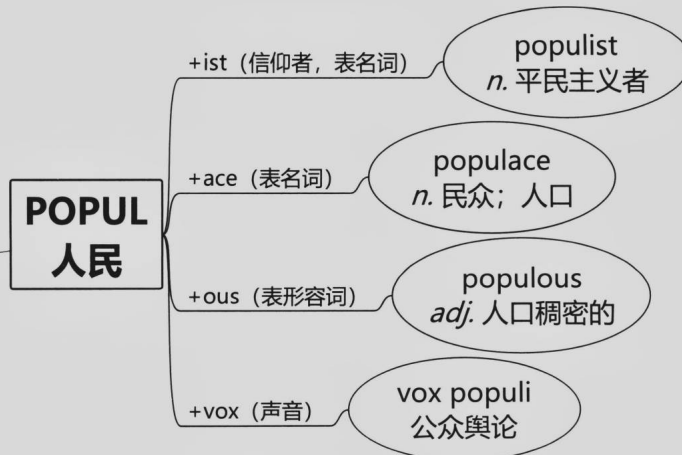 POPUL
人民
+ist（信仰者，表名词）
populist
n. 平民主义者
+ace（表名词）
populace
n. 民众；人口
+ous（表形容词）
populous
adj. 人口稠密的
+vox（声音）
vox populi
公众舆论